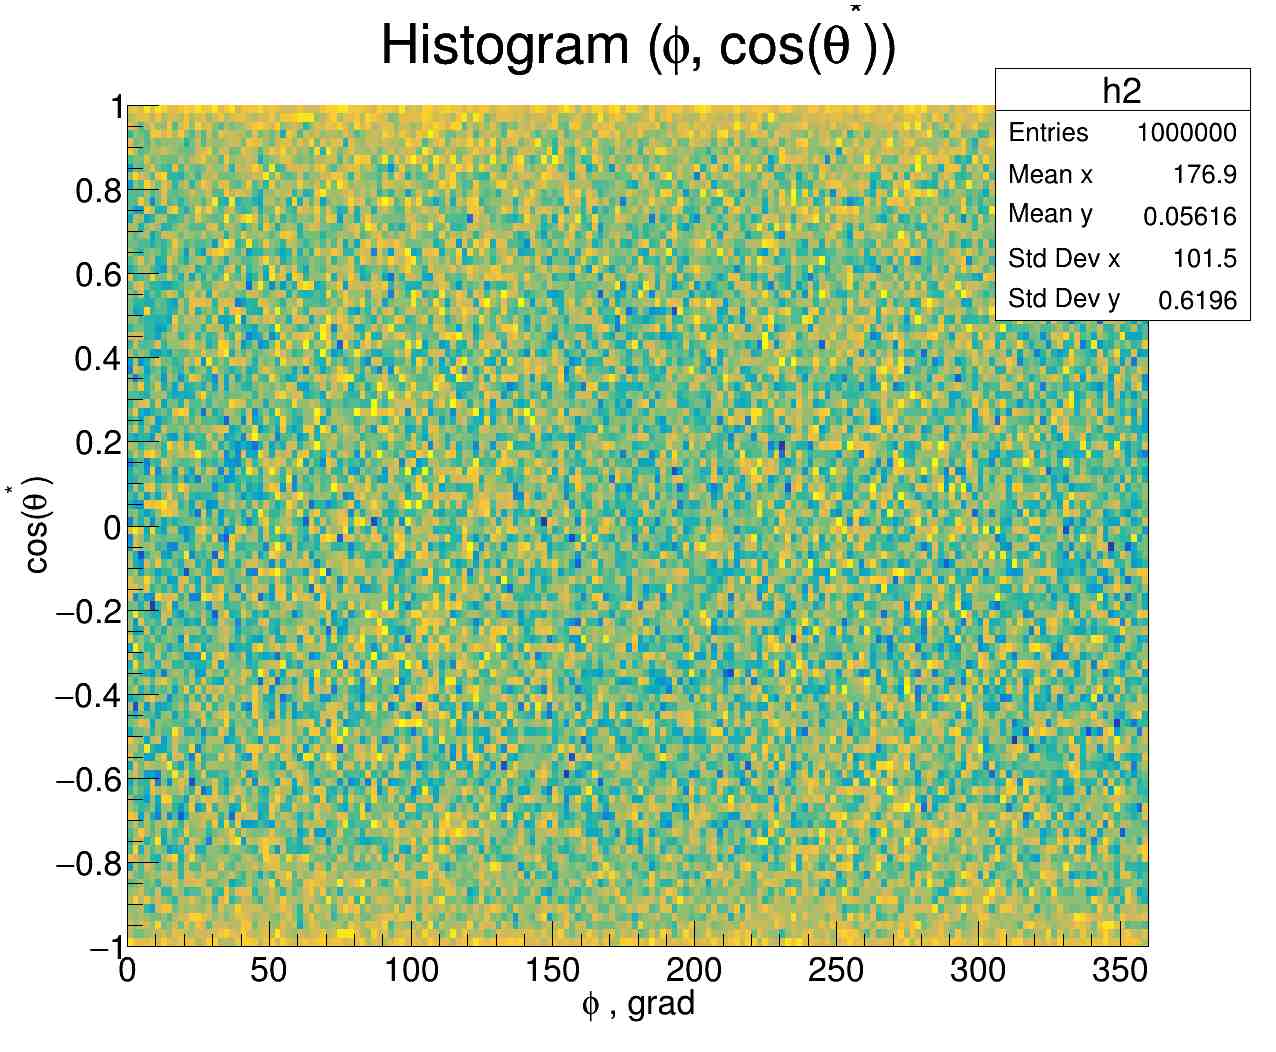 Histogram (ϕ, cos(θ*))
h2
Entries 1000000
Mean x 176.9
Mean y 0.05616
Std Dev x 101.5
Std Dev y 0.6196
1
0.8
0.6
0.4
0.2
0
−0.2
−0.4
−0.6
−0.8
−1
cos(θ*)
0 50 100 150 200 250 300 350
ϕ , grad